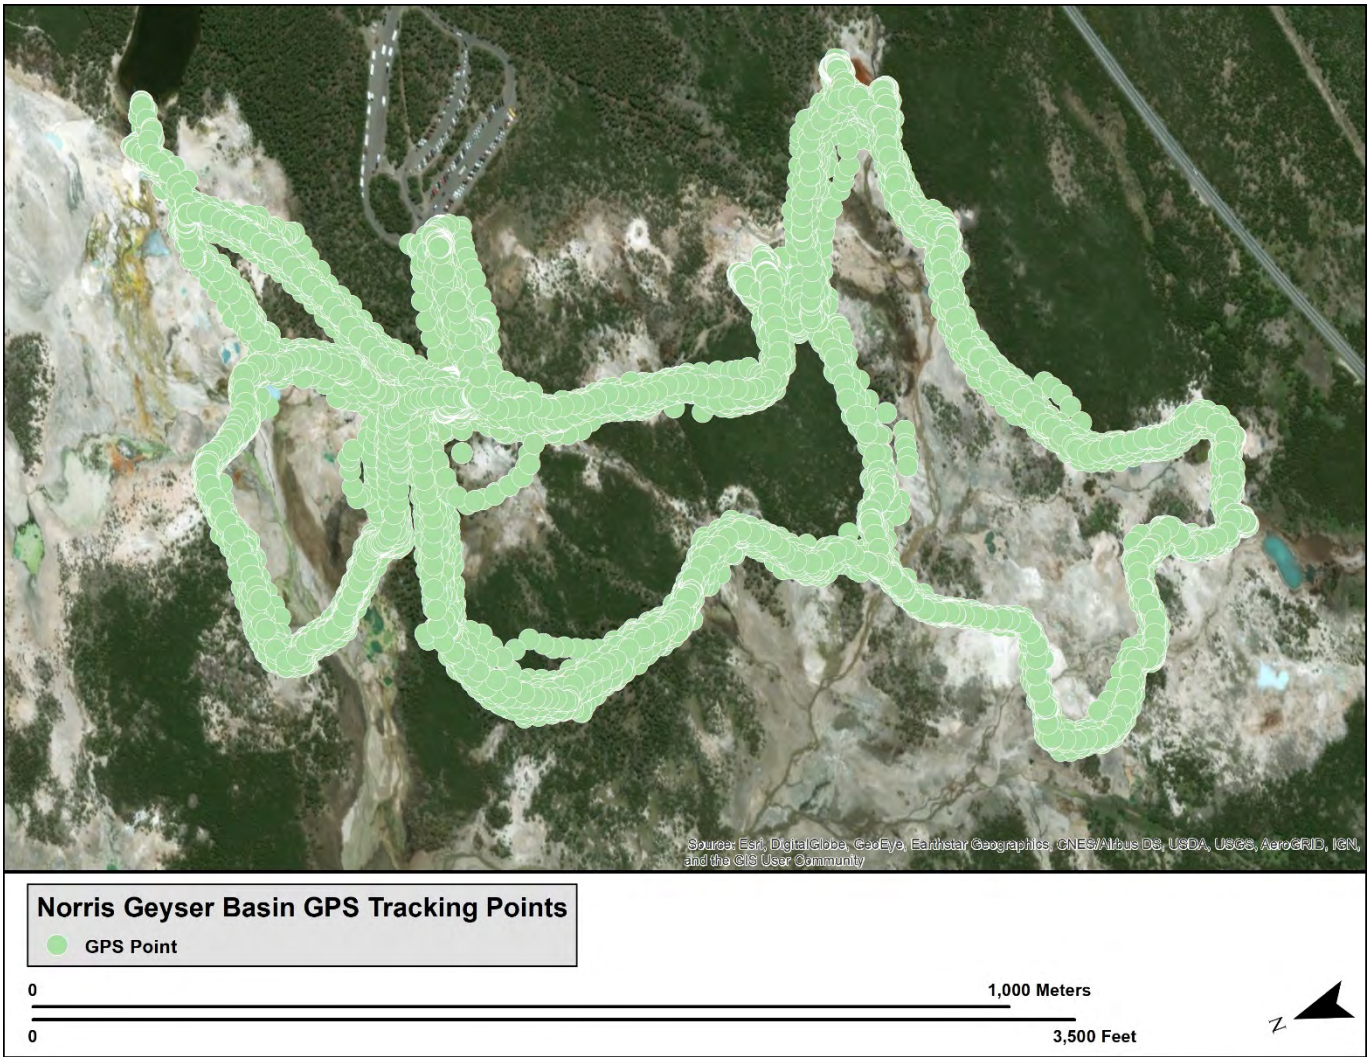 Source: Esri, DigitalGlobe, GeoEye, Earthstar Geographics, CNES/Airbus DS, USDA, USGS, AeroGRID, IGN,
and the GIS User Community
Norris Geyser Basin GPS Tracking Points
GPS Point
0
1,000 Meters
0
3,500 Feet
N